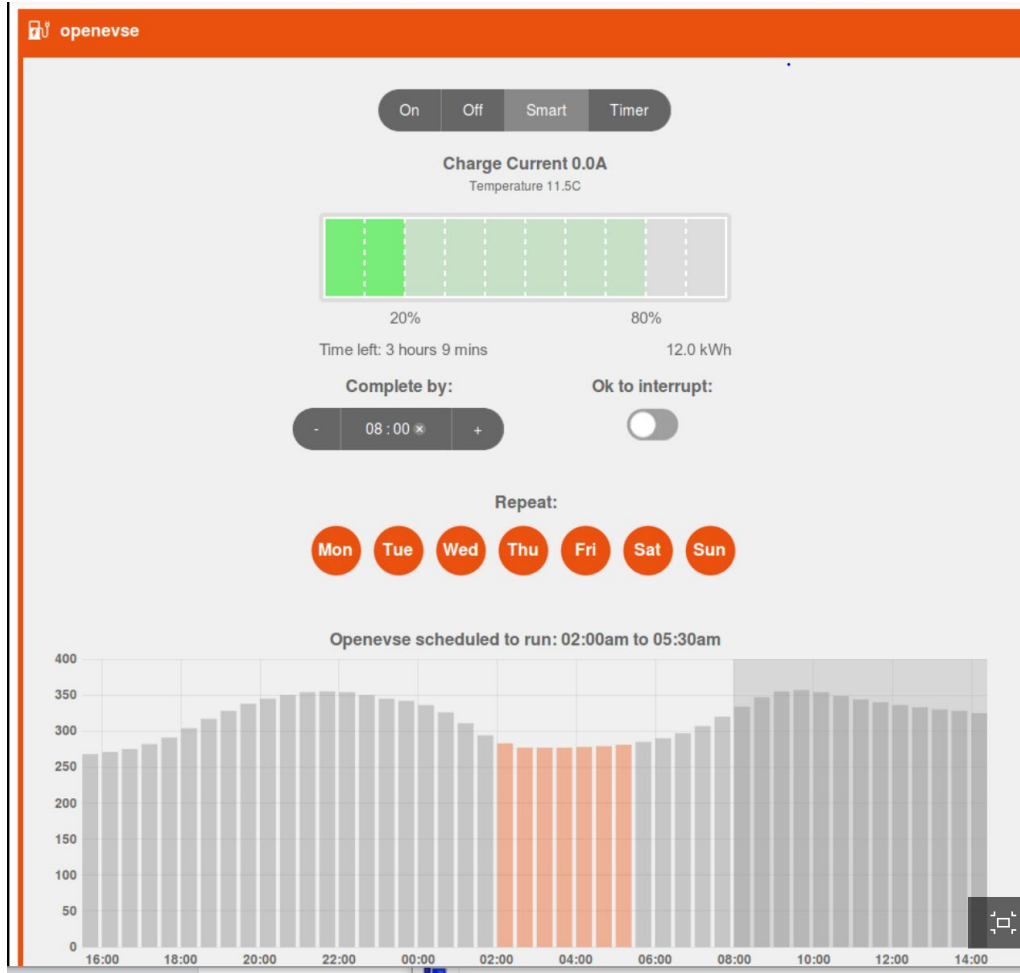 openevse
On Off Smart Timer
Charge Current 0.0A
Temperature 11.5C
20% 80%
Time left: 3 hours 9 mins 12.0 kWh
Complete by: Ok to interrupt:
- 08 : 00 +
Repeat:
Mon Tue Wed Thu Fri Sat Sun
Openevse scheduled to run: 02:00am to 05:30am
400
350
300
250
200
150
100
50
0
16:00 18:00 20:00 22:00 00:00 02:00 04:00 06:00 08:00 10:00 12:00 14:00